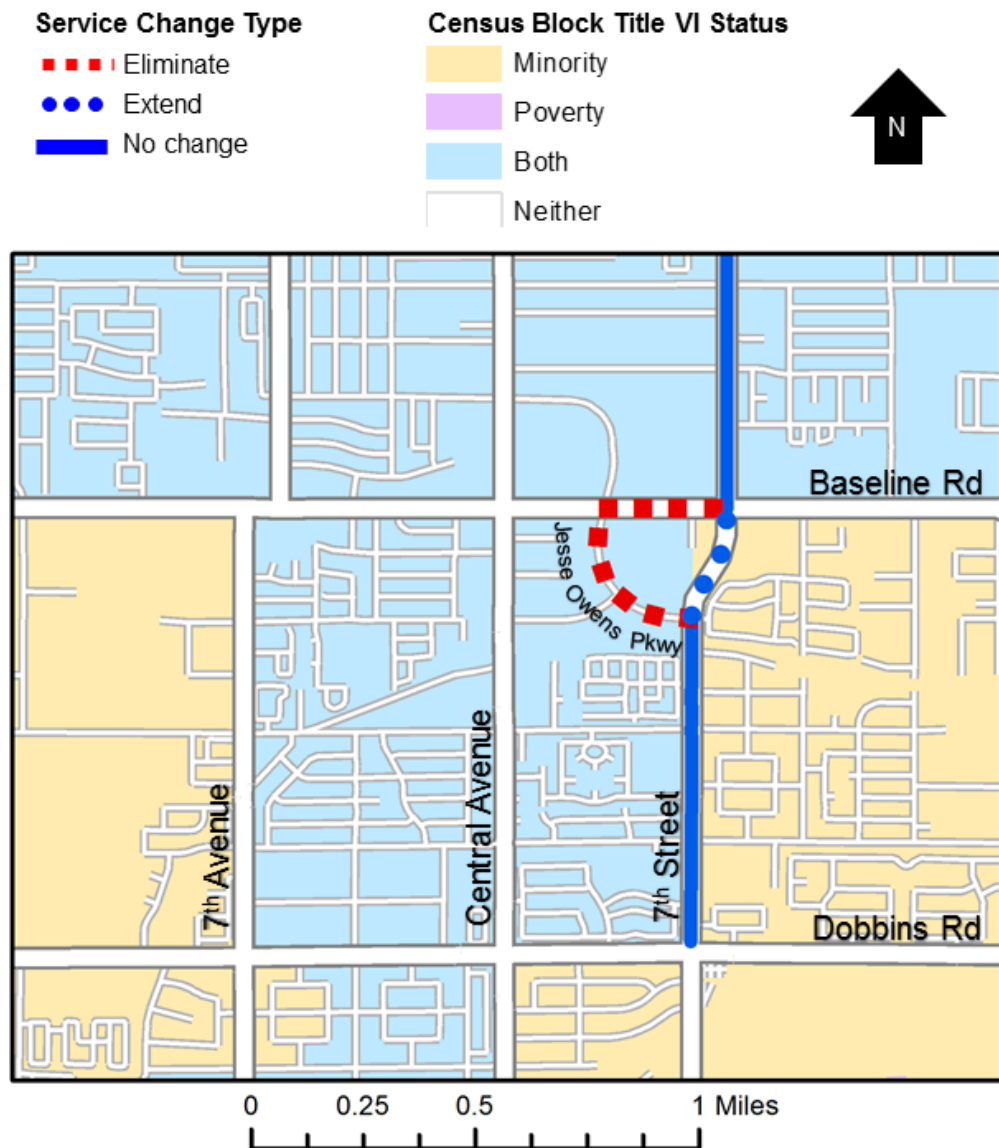 Service Change Type
Eliminate
Extend
No change
Census Block Title VI Status
Minority
Poverty
Both
Neither
N
Baseline Rd
Jesse Owens Pkwy
7th Avenue
Central Avenue
7th Street
Dobbins Rd
0 0.25 0.5 1 Miles